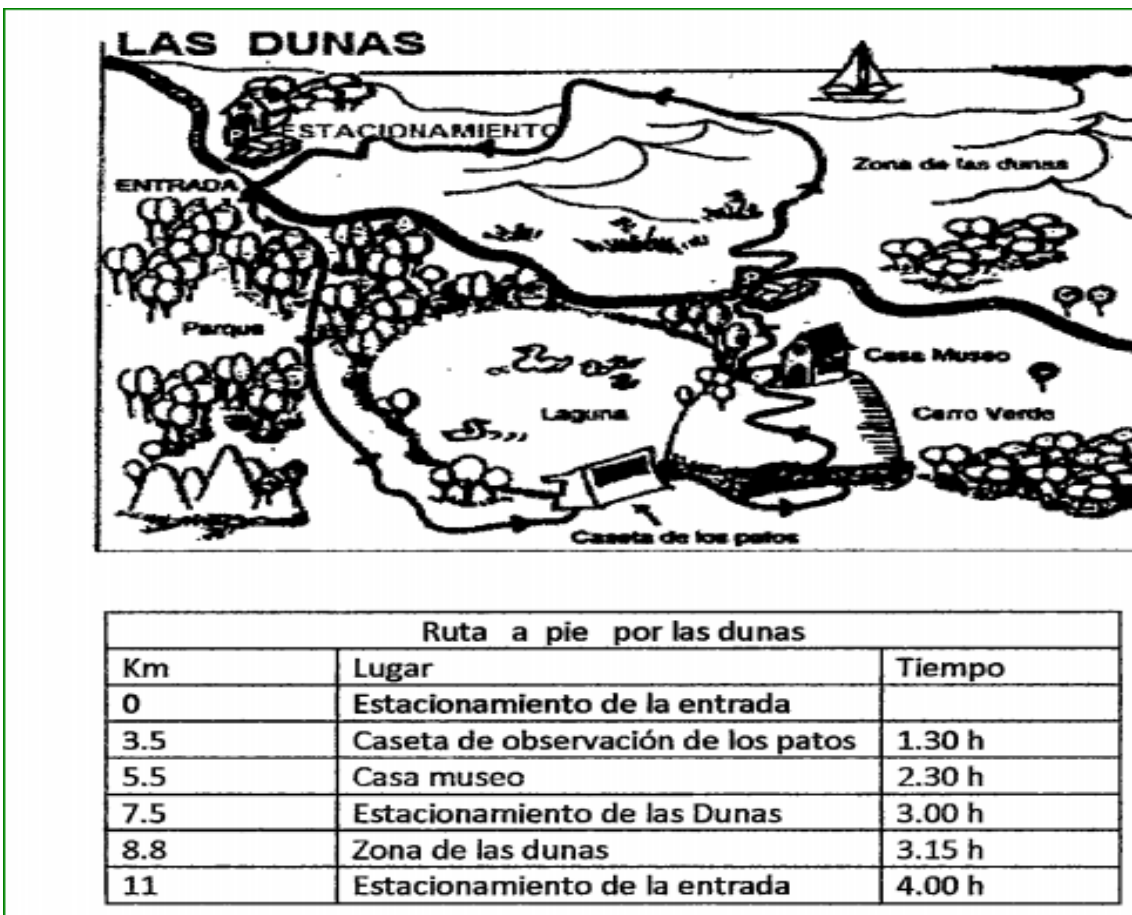 LAS DUNAS
P ESTACIONAMIENTO
Zona de las dunas
ENTRADA
P
Parque
Casa Museo
Laguna
Cerro Verde
Caseta de los patos
Ruta a pie por las dunas
Km Lugar Tiempo
0 Estacionamiento de la entrada
3.5 Caseta de observación de los patos 1.30 h
5.5 Casa museo 2.30 h
7.5 Estacionamiento de las Dunas 3.00 h
8.8 Zona de las dunas 3.15 h
11 Estacionamiento de la entrada 4.00 h